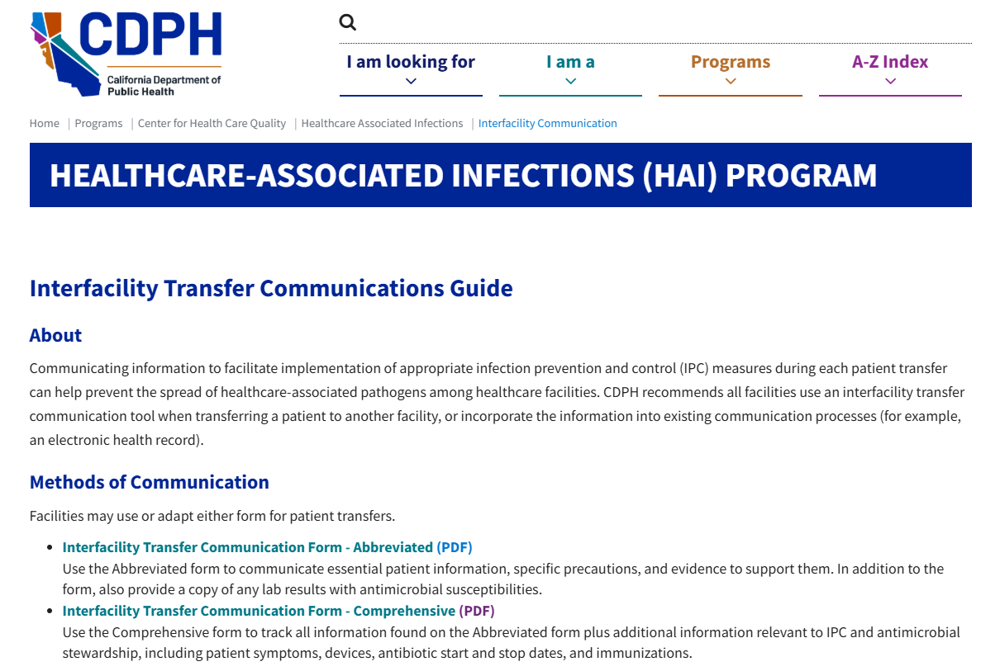 CDPH
California Department of
Public Health
I am looking for
I am a
Programs
A-Z Index
Home | Programs | Center for Health Care Quality | Healthcare Associated Infections | Interfacility Communication
HEALTHCARE-ASSOCIATED INFECTIONS (HAI) PROGRAM
Interfacility Transfer Communications Guide
About
Communicating information to facilitate implementation of appropriate infection prevention and control (IPC) measures during each patient transfer
can help prevent the spread of healthcare-associated pathogens among healthcare facilities. CDPH recommends all facilities use an interfacility transfer
communication tool when transferring a patient to another facility, or incorporate the information into existing communication processes (for example,
an electronic health record).
Methods of Communication
Facilities may use or adapt either form for patient transfers.
• Interfacility Transfer Communication Form - Abbreviated (PDF)
Use the Abbreviated form to communicate essential patient information, specific precautions, and evidence to support them. In addition to the
form, also provide a copy of any lab results with antimicrobial susceptibilities.
• Interfacility Transfer Communication Form - Comprehensive (PDF)
Use the Comprehensive form to track all information found on the Abbreviated form plus additional information relevant to IPC and antimicrobial
stewardship, including patient symptoms, devices, antibiotic start and stop dates, and immunizations.